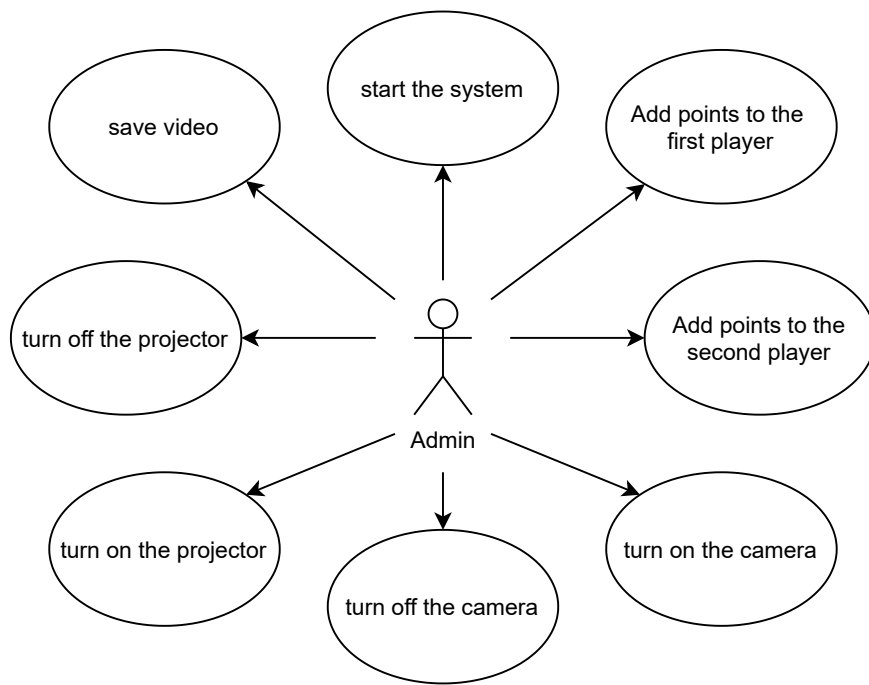 start the system
save video
Add points to the
first player
turn off the projector
Add points to the
second player
Admin
turn on the projector
turn on the camera
turn off the camera